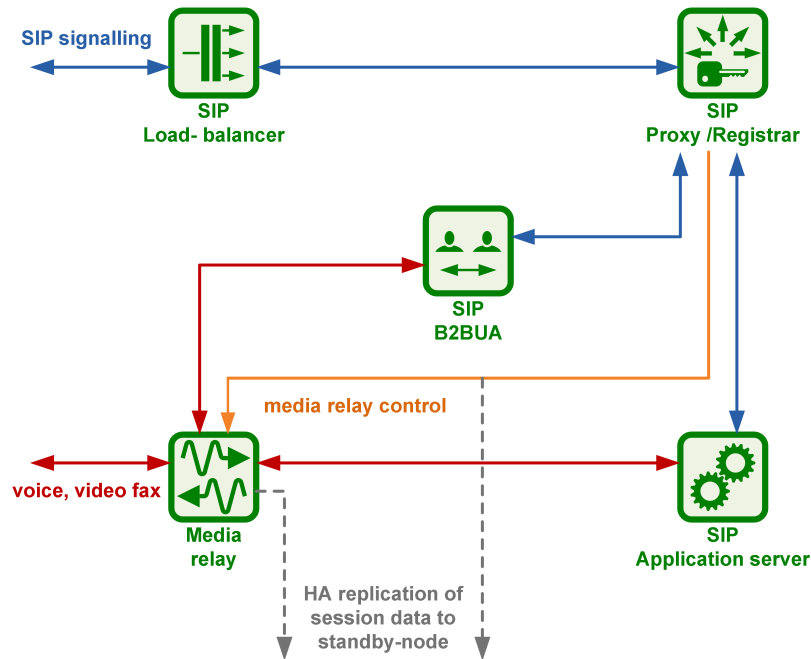 SIP signalling
SIP
Load- balancer
SIP
Proxy /Registrar
SIP
B2BUA
media relay control
voice, video fax
Media
relay
SIP
Application server
HA replication of
session data to
standby-node